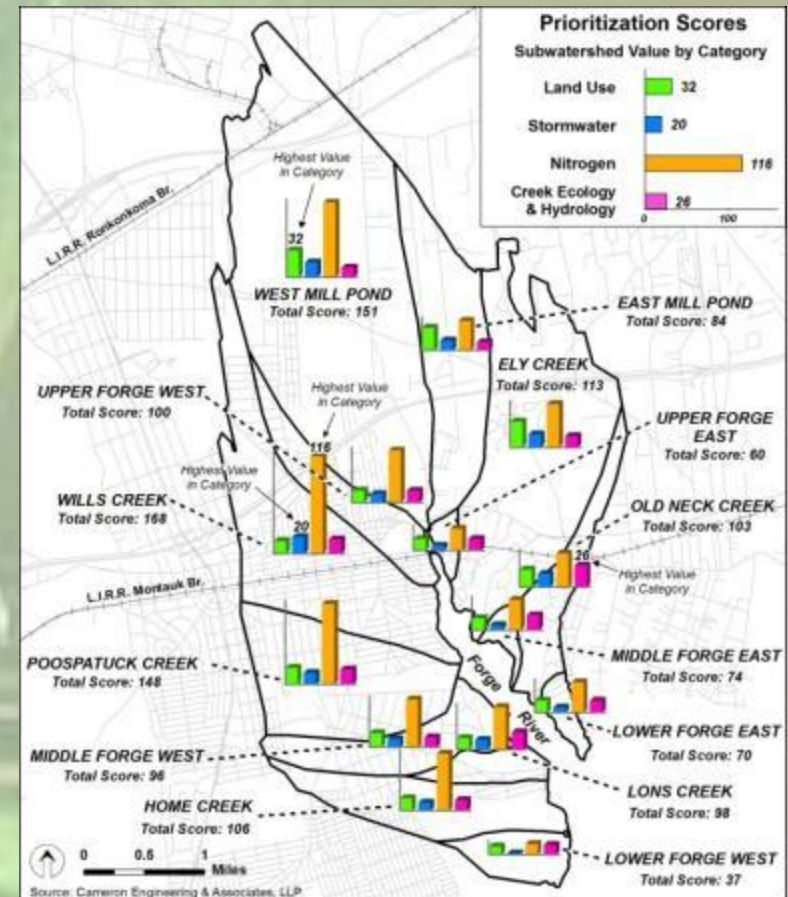 Prioritization Scores
Subwatershed Value by Category
Land Use
32
Stormwater
20
Nitrogen
116
Creek Ecology
& Hydrology
26
0
100
L.I.R.R. Ronkonkoma Br.
Highest Value
in Category
32
WEST MILL POND
Total Score: 151
EAST MILL POND
Total Score: 84
ELY CREEK
Total Score: 113
UPPER FORGE WEST
Total Score: 100
Highest Value
in Category
116
UPPER FORGE
EAST
Total Score: 60
Highest Value
in Category
20
WILLS CREEK
Total Score: 168
OLD NECK CREEK
Total Score: 103
26
Highest Value
in Category
L.I.R.R. Montauk Br.
MIDDLE FORGE EAST
Total Score: 74
POOSPATUCK CREEK
Total Score: 148
Forge
River
LOWER FORGE EAST
Total Score: 70
MIDDLE FORGE WEST
Total Score: 96
LONS CREEK
Total Score: 98
HOME CREEK
Total Score: 106
LOWER FORGE WEST
Total Score: 37
0
0.5
1
Miles
Source: Cameron Engineering & Associates, LLP